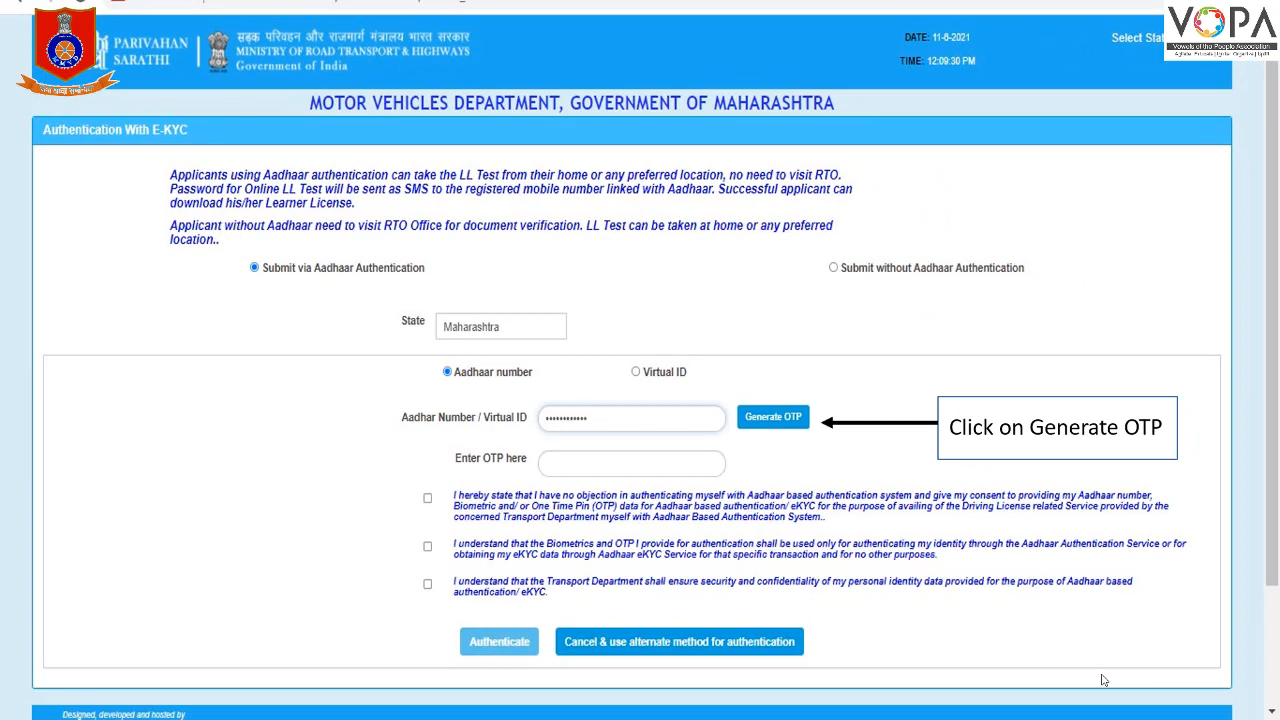 PARIVAHAN
SARATHI
सड़क परिवहन और राजमार्ग मंत्रालय भारत सरकार
MINISTRY OF ROAD TRANSPORT & HIGHWAYS
Government of India
DATE: 11-8-2021
TIME: 12:09:30 PM
Select Stat
VOPA
Vowels of the People Association
MOTOR VEHICLES DEPARTMENT, GOVERNMENT OF MAHARASHTRA
Authentication With E-KYC
Applicants using Aadhaar authentication can take the LL Test from their home or any preferred location, no need to visit RTO.
Password for Online LL Test will be sent as SMS to the registered mobile number linked with Aadhaar. Successful applicant can
download his/her Learner License.
Applicant without Aadhaar need to visit RTO Office for document verification. LL Test can be taken at home or any preferred
location..
Submit via Aadhaar Authentication
Submit without Aadhaar Authentication
State
Maharashtra
Aadhaar number
Virtual ID
Aadhar Number / Virtual ID
••••••••••••
Generate OTP
Click on Generate OTP
Enter OTP here
I hereby state that I have no objection in authenticating myself with Aadhaar based authentication system and give my consent to providing my Aadhaar number,
Biometric and/ or One Time Pin (OTP) data for Aadhaar based authentication/ eKYC for the purpose of availing of the Driving License related Service provided by the
concerned Transport Department myself with Aadhaar Based Authentication System..
I understand that the Biometrics and OTP I provide for authentication shall be used only for authenticating my identity through the Aadhaar Authentication Service or for
obtaining my eKYC data through Aadhaar eKYC Service for that specific transaction and for no other purposes.
I understand that the Transport Department shall ensure security and confidentiality of my personal identity data provided for the purpose of Aadhaar based
authentication/ eKYC.
Authenticate
Cancel & use alternate method for authentication
Designed, developed and hosted by